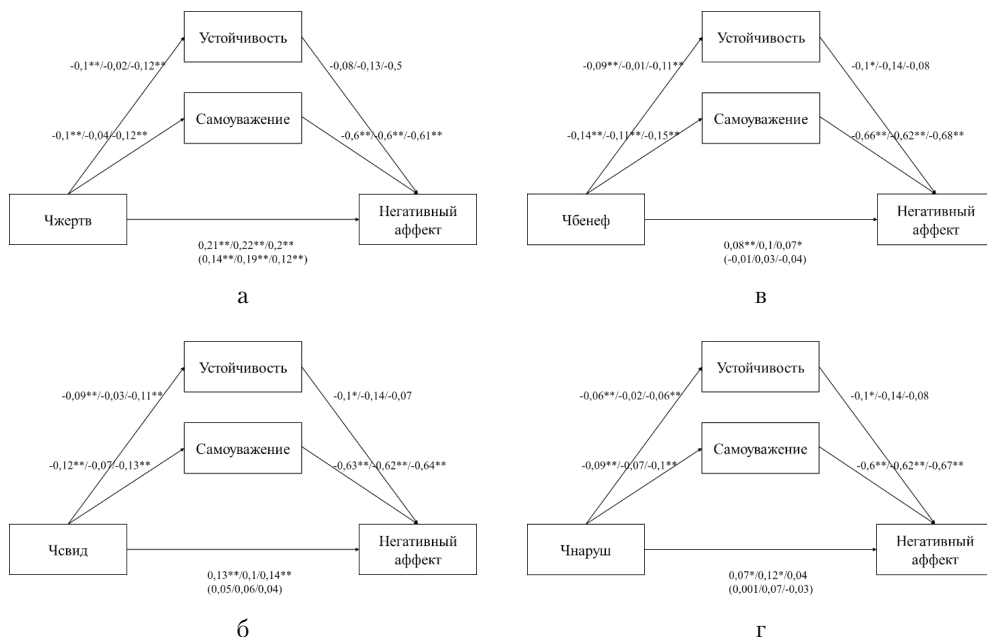 Устойчивость
-0,1**/-0,02/-0,12**
-0,08/-0,13/-0,5
Самоуважение
-0,1**/-0,04/-0,12**
-0,6**/-0,6**/-0,61**
Чжертв
Негативный
аффект
0,21**/0,22**/0,2**
(0,14**/0,19**/0,12**)
а
Устойчивость
-0,09**/-0,01/-0,11**
-0,1*/-0,14/-0,08
Самоуважение
-0,14**/-0,11**/-0,15**
-0,66**/-0,62**/-0,68**
Чбенеф
Негативный
аффект
0,08**/0,1/0,07*
(-0,01/0,03/-0,04)
в
Устойчивость
-0,09**/-0,03/-0,11**
-0,1*/-0,14/-0,07
Самоуважение
-0,12**/-0,07/-0,13**
-0,63**/-0,62**/-0,64**
Чсвид
Негативный
аффект
0,13**/0,1/0,14**
(0,05/0,06/0,04)
б
Устойчивость
-0,06**/-0,02/-0,06**
-0,1*/-0,14/-0,08
Самоуважение
-0,09**/-0,07/-0,1**
-0,6**/-0,62**/-0,67**
Чнаруш
Негативный
аффект
0,07*/0,12*/0,04
(0,001/0,07/-0,03)
г